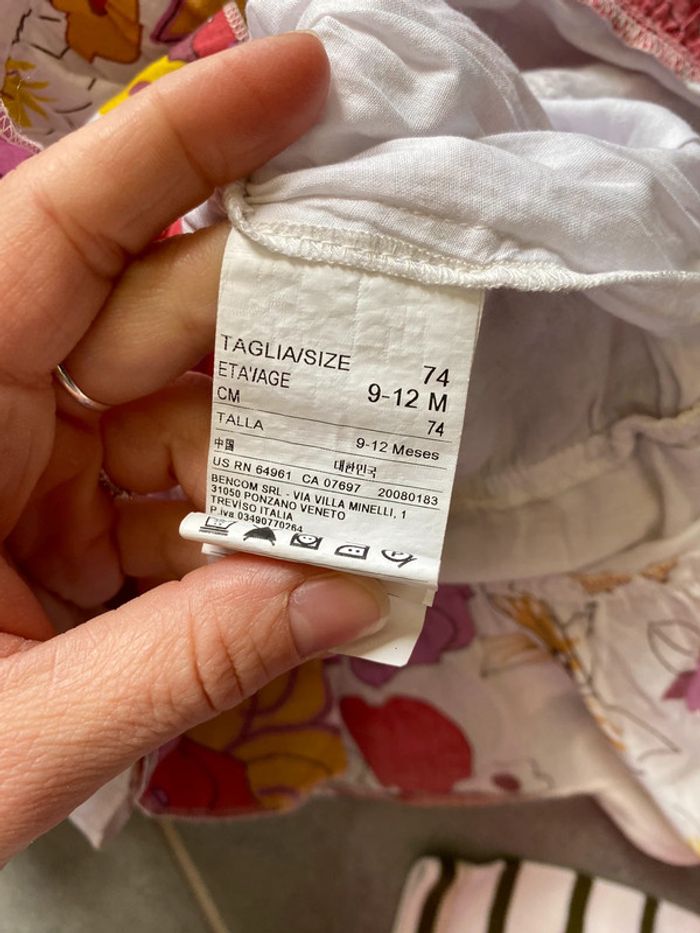 TAGLIA/SIZE 74
ETA'/AGE 9-12 M
CM 74
TALLA 9-12 Meses
中国 대한민국
US RN 64961 CA 07697 20080183
BENCOM SRL - VIA VILLA MINELLI, 1
31050 PONZANO VENETO
TREVISO ITALIA
P.iva 03490770264